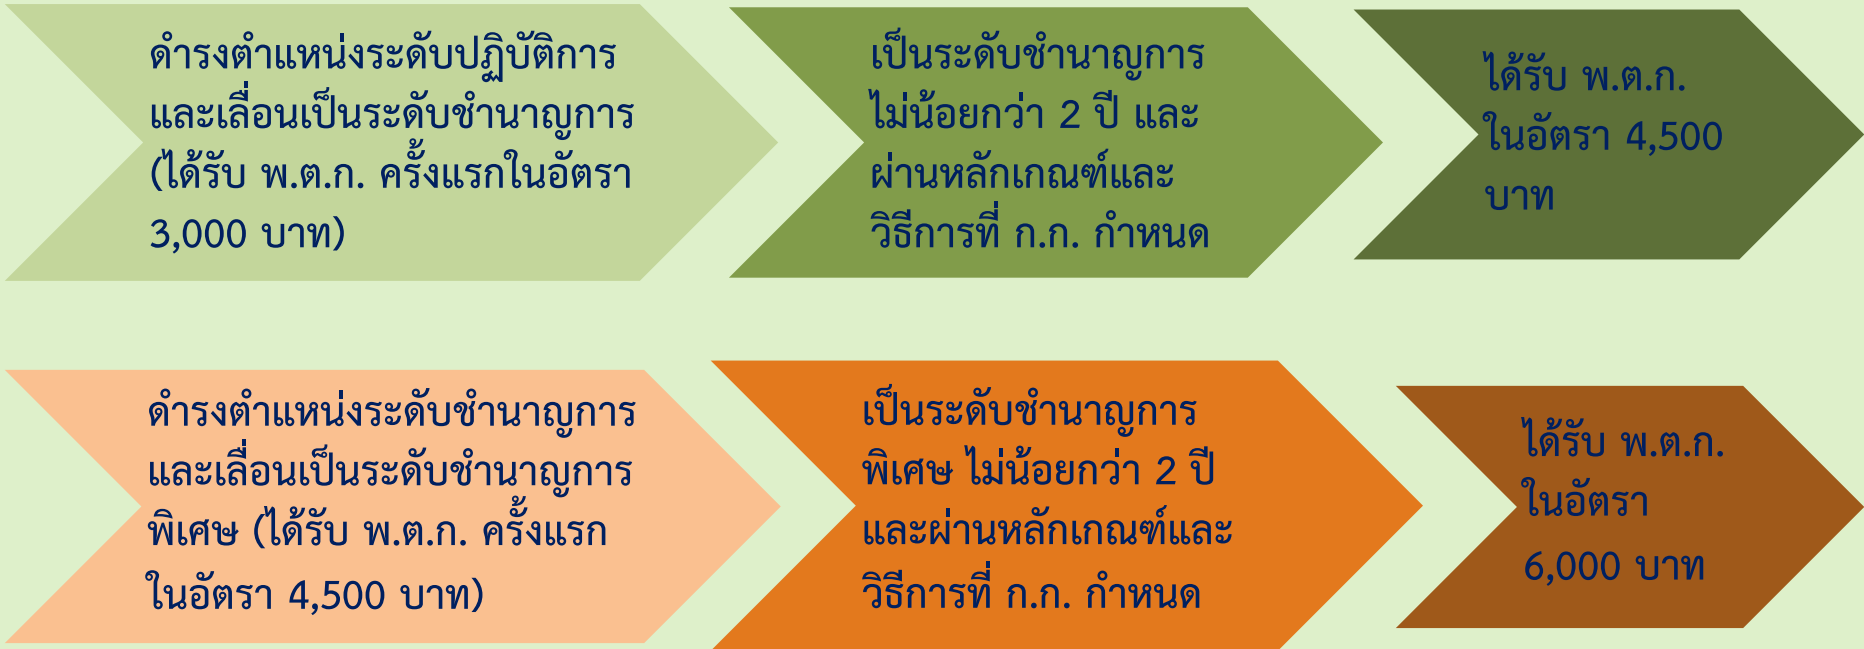 ดำรงตำแหน่งระดับปฏิบัติการ
และเลื่อนเป็นระดับชำนาญการ
(ได้รับ พ.ต.ก. ครั้งแรกในอัตรา
3,000 บาท)
เป็นระดับชำนาญการ
ไม่น้อยกว่า 2 ปี และ
ผ่านหลักเกณฑ์และ
วิธีการที่ ก.ก. กำหนด
ได้รับ พ.ต.ก.
ในอัตรา 4,500
บาท
ดำรงตำแหน่งระดับชำนาญการ
และเลื่อนเป็นระดับชำนาญการ
พิเศษ (ได้รับ พ.ต.ก. ครั้งแรก
ในอัตรา 4,500 บาท)
เป็นระดับชำนาญการ
พิเศษ ไม่น้อยกว่า 2 ปี
และผ่านหลักเกณฑ์และ
วิธีการที่ ก.ก. กำหนด
ได้รับ พ.ต.ก.
ในอัตรา
6,000 บาท